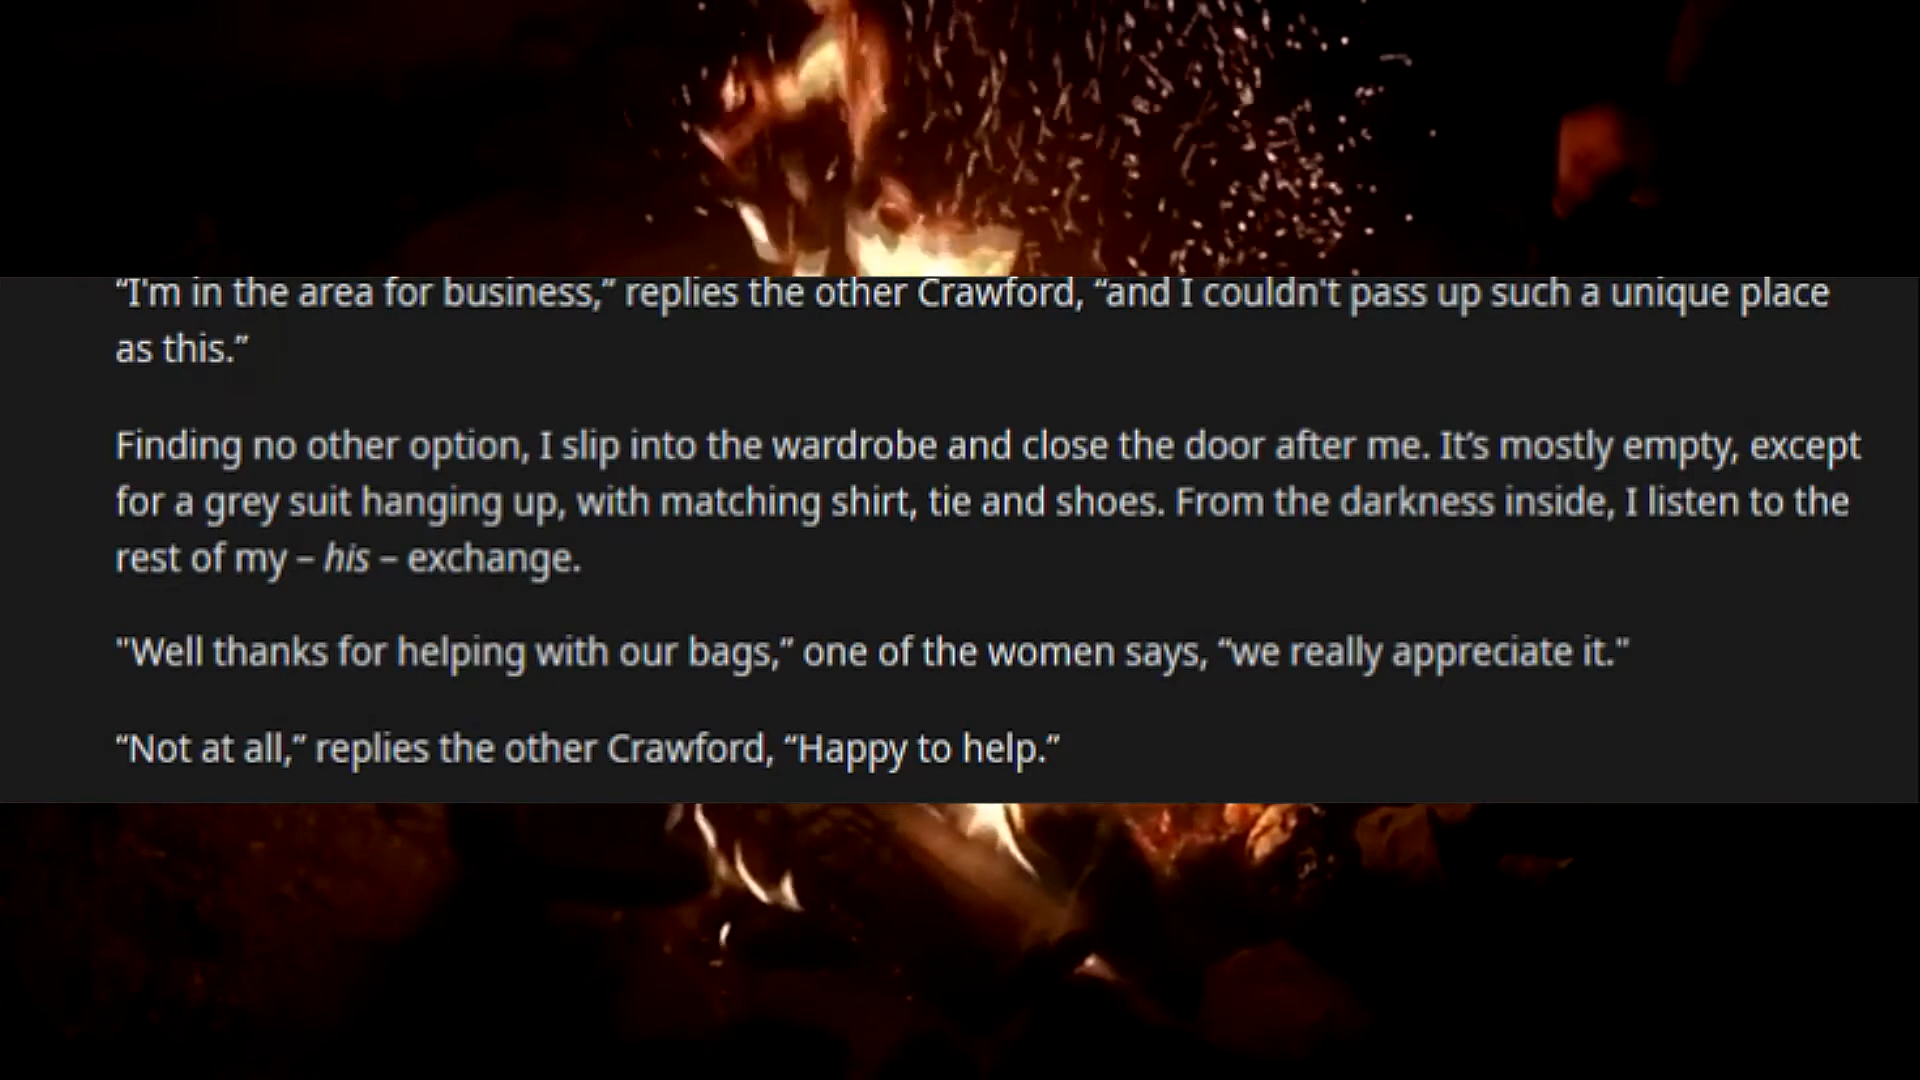 “I'm in the area for business,” replies the other Crawford, “and I couldn't pass up such a unique place
as this.”
Finding no other option, I slip into the wardrobe and close the door after me. It’s mostly empty, except
for a grey suit hanging up, with matching shirt, tie and shoes. From the darkness inside, I listen to the
rest of my – his – exchange.
"Well thanks for helping with our bags,” one of the women says, “we really appreciate it."
“Not at all,” replies the other Crawford, “Happy to help.”